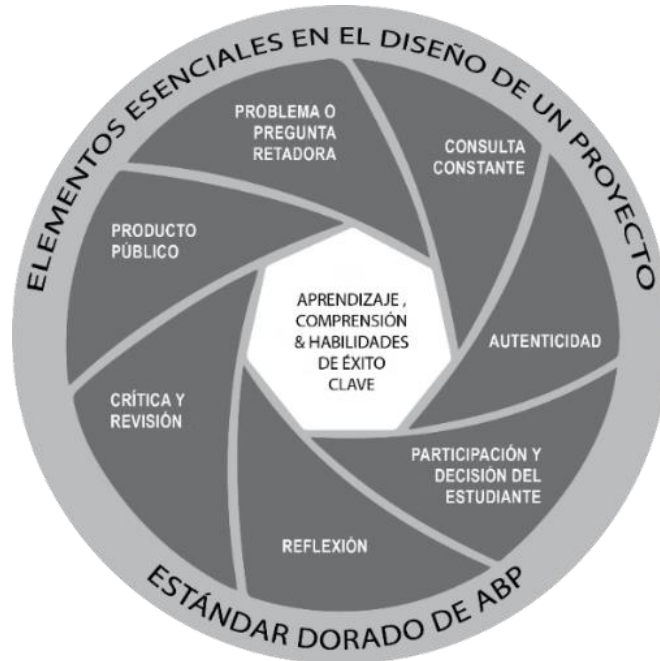 ELEMENTOS ESENCIALES EN EL DISEÑO DE UN PROYECTO
PROBLEMA O
PREGUNTA
RETADORA
CONSULTA
CONSTANTE
AUTENTICIDAD
PARTICIPACIÓN Y
DECISIÓN DEL
ESTUDIANTE
REFLEXIÓN
CRÍTICA Y
REVISIÓN
PRODUCTO
PÚBLICO
APRENDIZAJE ,
COMPRENSIÓN
& HABILIDADES
DE ÉXITO
CLAVE
ESTÁNDAR DORADO DE ABP